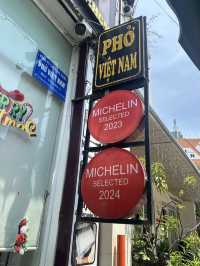 PHỞ
VIỆT NAM
MICHELIN
SELECTED
2023
MICHELIN
SELECTED
2024